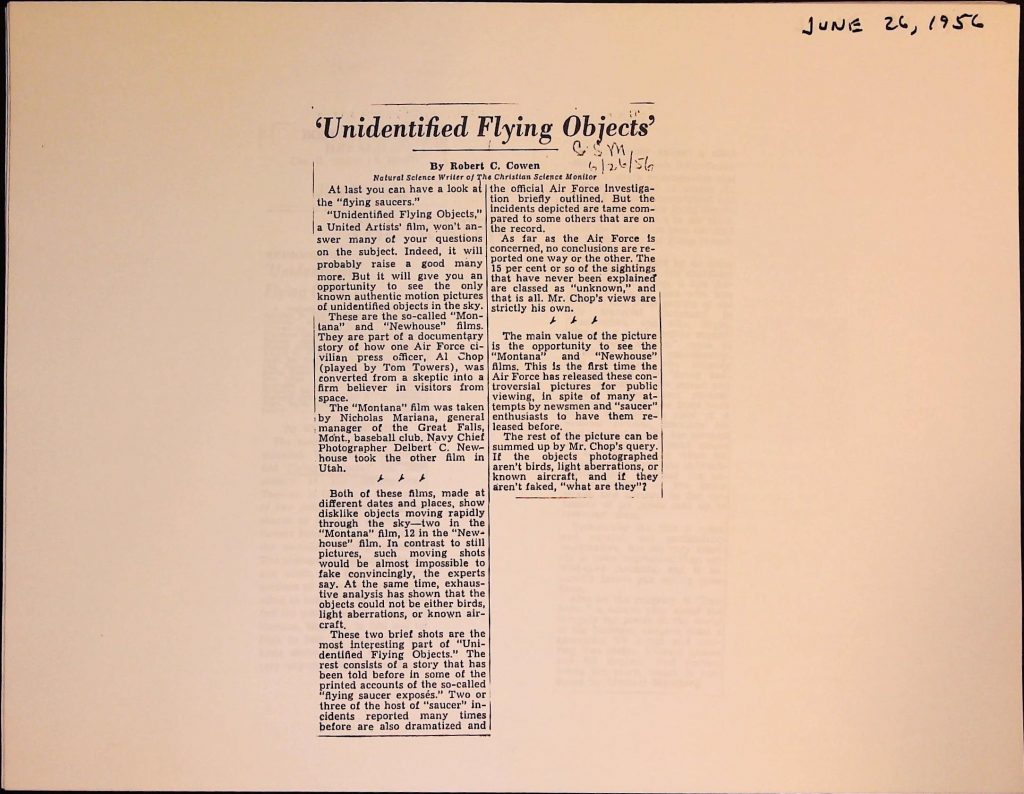 JUNE 26, 1956
‘Unidentified Flying Objects’
CSM
6/26/56
By Robert C. Cowen
Natural Science Writer of The Christian Science Monitor
At last you can have a look at
the “flying saucers.”
“Unidentified Flying Objects,”
a United Artists’ film, won’t an-
swer many of your questions
on the subject. Indeed, it will
probably raise a good many
more. But it will give you an
opportunity to see the only
known authentic motion pictures
of unidentified objects in the sky.
These are the so-called “Mon-
tana” and “Newhouse” films.
They are part of a documentary
story of how one Air Force ci-
vilian press officer, Al Chop
(played by Tom Towers), was
converted from a skeptic into a
firm believer in visitors from
space.
The “Montana” film was taken
by Nicholas Mariana, general
manager of the Great Falls,
Mont., baseball club. Navy Chief
Photographer Delbert C. New-
house took the other film in
Utah.
Both of these films, made at
different dates and places, show
disklike objects moving rapidly
through the sky—two in the
“Montana” film, 12 in the “New-
house” film. In contrast to still
pictures, such moving shots
would be almost impossible to
fake convincingly, the experts
say. At the same time, exhaus-
tive analysis has shown that the
objects could not be either birds,
light aberrations, or known air-
craft.
These two brief shots are the
most interesting part of “Uni-
dentified Flying Objects.” The
rest consists of a story that has
been told before in some of the
printed accounts of the so-called
“flying saucer exposés.” Two or
three of the host of “saucer” in-
cidents reported many times
before are also dramatized and
the official Air Force investiga-
tion briefly outlined. But the
incidents depicted are tame com-
pared to some others that are on
the record.
As far as the Air Force is
concerned, no conclusions are re-
ported one way or the other. The
15 per cent or so of the sightings
that have never been explained
are classed as “unknown,” and
that is all. Mr. Chop’s views are
strictly his own.
The main value of the picture
is the opportunity to see the
“Montana” and “Newhouse”
films. This is the first time the
Air Force has released these con-
troversial pictures for public
viewing, in spite of many at-
tempts by newsmen and “saucer”
enthusiasts to have them re-
leased before.
The rest of the picture can be
summed up by Mr. Chop’s query.
If the objects photographed
aren’t birds, light aberrations, or
known aircraft, and if they
aren’t faked, “what are they”?